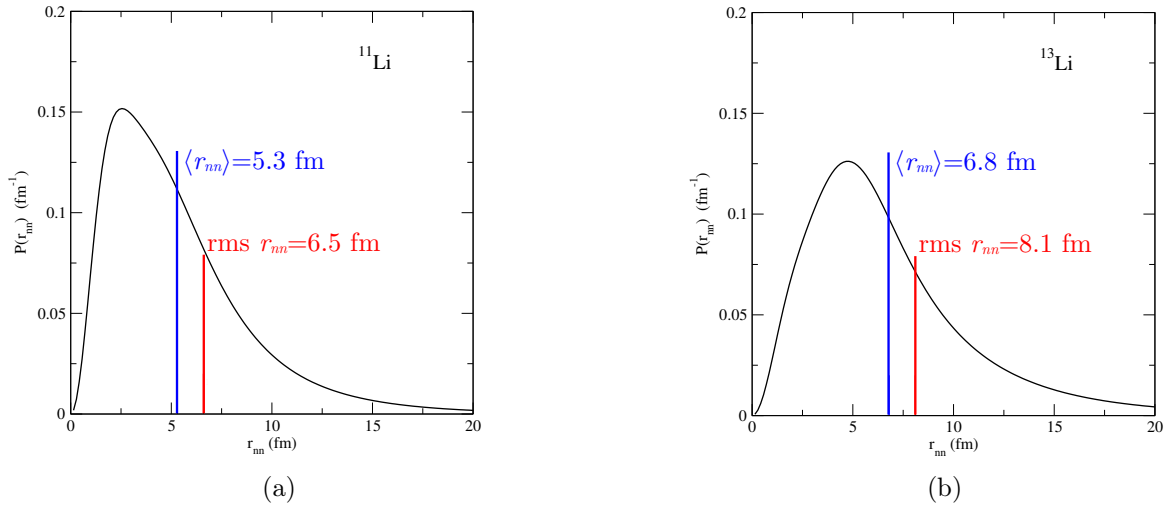 0.2
0.15
0.1
0.05
0
P(r_nn) (fm^-1)
^11Li
⟨r_nn⟩=5.3 fm
rms r_nn=6.5 fm
0 5 10 15 20
r_nn (fm)
(a)
0.2
0.15
0.1
0.05
0
P(r_nn) (fm^-1)
^13Li
⟨r_nn⟩=6.8 fm
rms r_nn=8.1 fm
0 5 10 15 20
r_nn (fm)
(b)